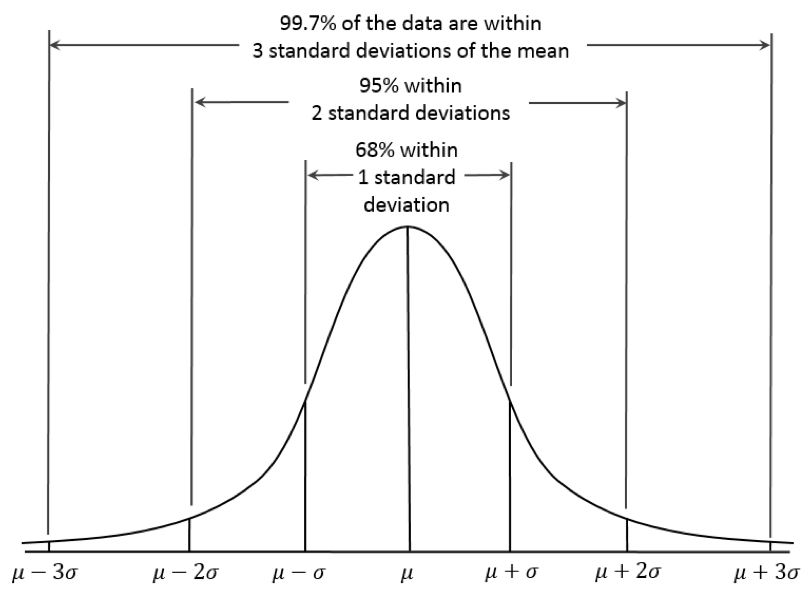 99.7% of the data are within
3 standard deviations of the mean
95% within
2 standard deviations
68% within
1 standard
deviation
μ − 3σ
μ − 2σ
μ − σ
μ
μ + σ
μ + 2σ
μ + 3σ